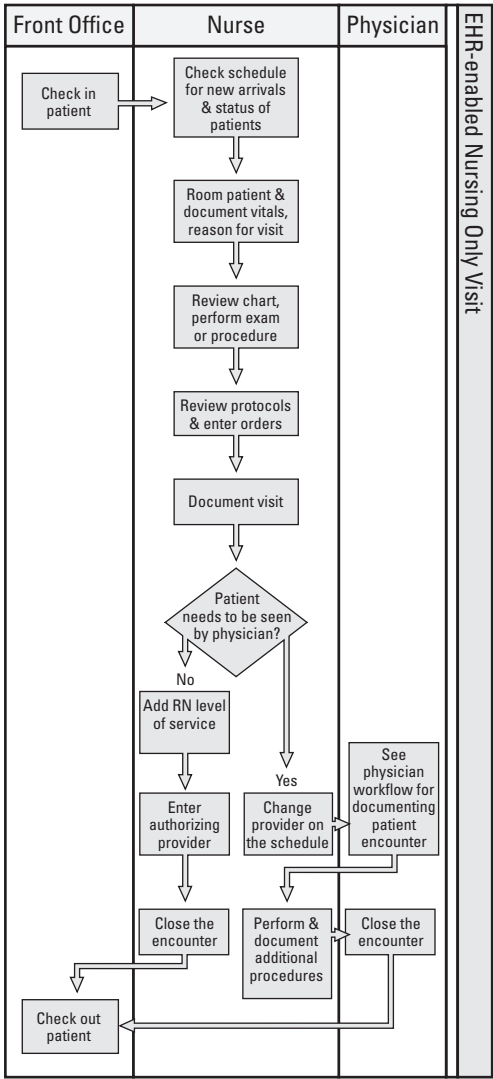 Front Office
Nurse
Physician
EHR-enabled Nursing Only Visit
Check in
patient
Check schedule
for new arrivals
& status of
patients
Room patient &
document vitals,
reason for visit
Review chart,
perform exam
or procedure
Review protocols
& enter orders
Document visit
Patient
needs to be seen
by physician?
No
Add RN level
of service
Enter
authorizing
provider
Close the
encounter
Yes
Change
provider on
the schedule
See
physician
workflow for
documenting
patient
encounter
Perform &
document
additional
procedures
Close the
encounter
Check out
patient